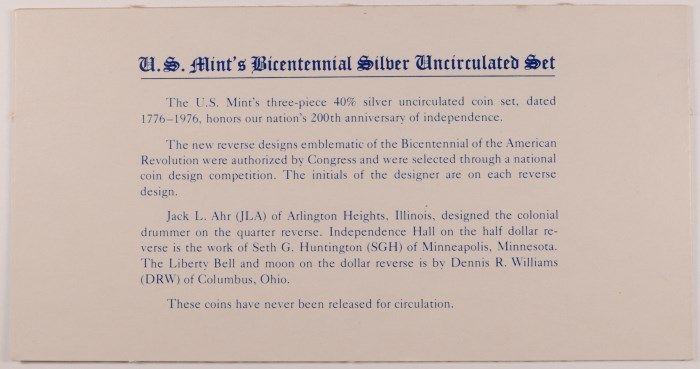 U.S. Mint's Bicentennial Silver Uncirculated Set
The U.S. Mint's three-piece 40% silver uncirculated coin set, dated
1776–1976, honors our nation's 200th anniversary of independence.
The new reverse designs emblematic of the Bicentennial of the American
Revolution were authorized by Congress and were selected through a national
coin design competition. The initials of the designer are on each reverse
design.
Jack L. Ahr (JLA) of Arlington Heights, Illinois, designed the colonial
drummer on the quarter reverse. Independence Hall on the half dollar re-
verse is the work of Seth G. Huntington (SGH) of Minneapolis, Minnesota.
The Liberty Bell and moon on the dollar reverse is by Dennis R. Williams
(DRW) of Columbus, Ohio.
These coins have never been released for circulation.